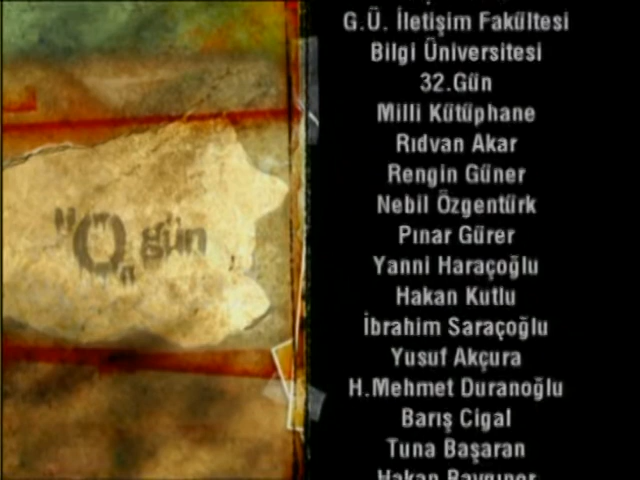 "O" gün
G.Ü. İletişim Fakültesi
Bilgi Üniversitesi
32.Gün
Milli Kütüphane
Rıdvan Akar
Rengin Güner
Nebil Özgentürk
Pınar Gürer
Yanni Haraçoğlu
Hakan Kutlu
İbrahim Saraçoğlu
Yusuf Akçura
H.Mehmet Duranoğlu
Barış Cigal
Tuna Başaran
Hakan